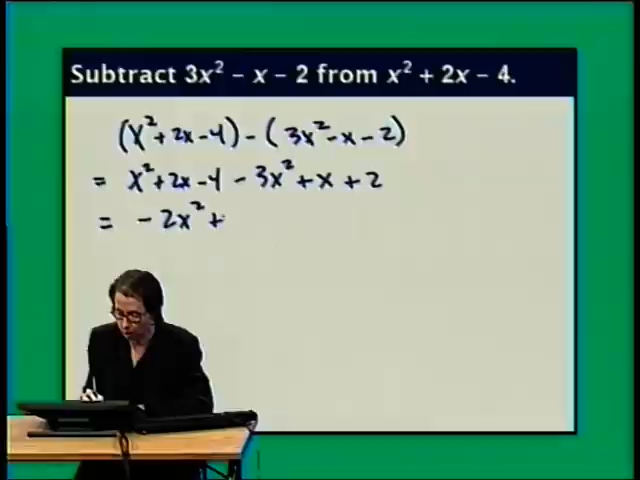 Subtract 3x² – x – 2 from x² + 2x – 4.
(x²+2x-4) - (3x²-x-2)
= x²+2x-4 - 3x²+x+2
= -2x²+